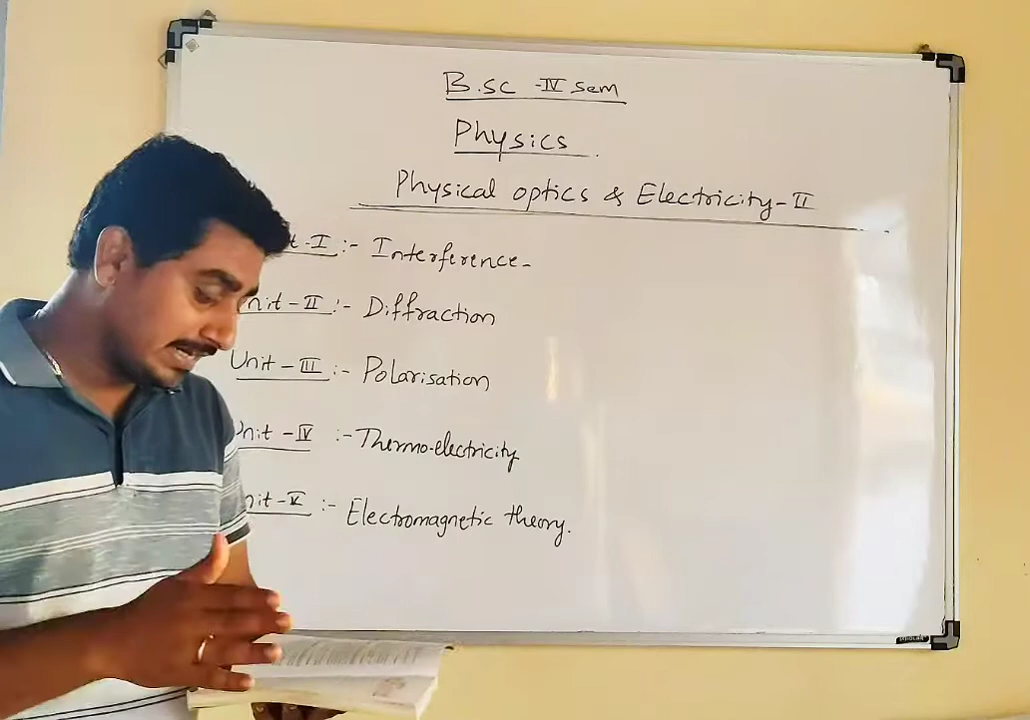 B.sc -IV sem
Physics
Physical optics & Electricity-II
t-I :- Interference-
nit-II :- Diffraction
Unit-III :- Polarisation
Unit-IV :- Thermo-electricity
nit-V :- Electromagnetic theory.